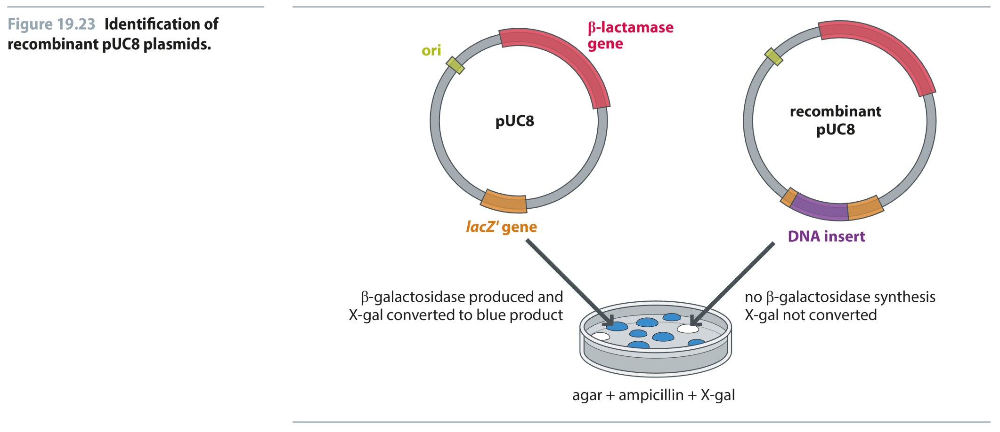 Figure 19.23 Identification of
recombinant pUC8 plasmids.
ori
β-lactamase
gene
pUC8
lacZ' gene
recombinant
pUC8
DNA insert
β-galactosidase produced and
X-gal converted to blue product
no β-galactosidase synthesis
X-gal not converted
agar + ampicillin + X-gal